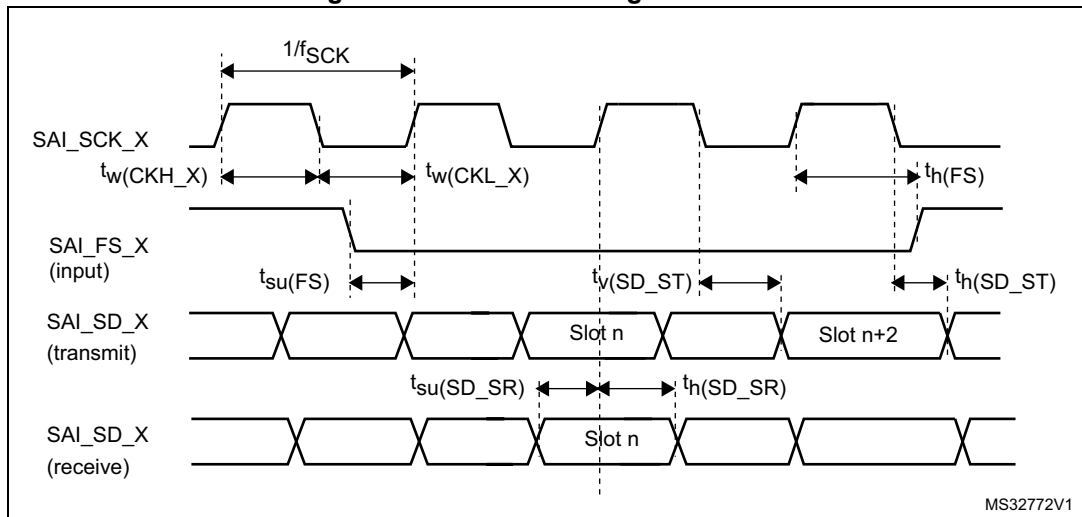 1/fSCK
SAI_SCK_X
tw(CKH_X)
tw(CKL_X)
th(FS)
SAI_FS_X
(input)
tsu(FS)
tv(SD_ST)
th(SD_ST)
SAI_SD_X
(transmit)
Slot n
Slot n+2
tsu(SD_SR)
th(SD_SR)
SAI_SD_X
(receive)
Slot n
MS32772V1